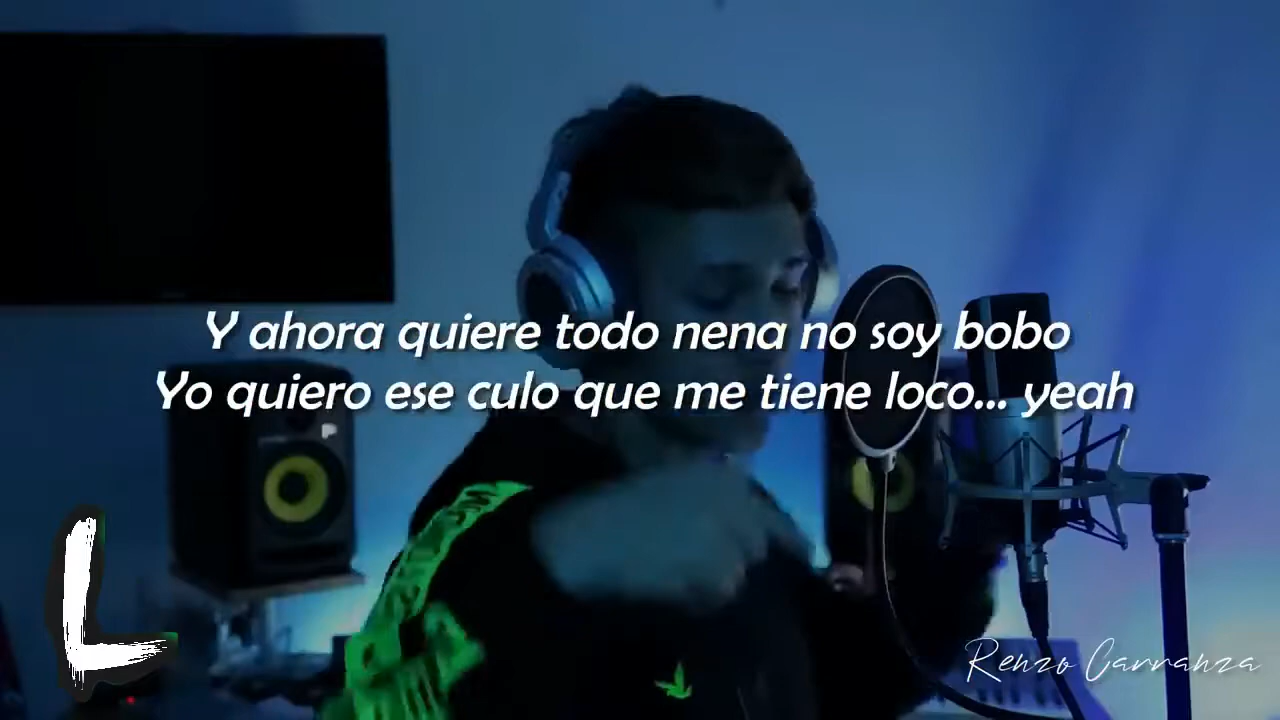 Y ahora quiere todo nena no soy bobo
Yo quiero ese culo que me tiene loco... yeah
L
Renzo Carranza